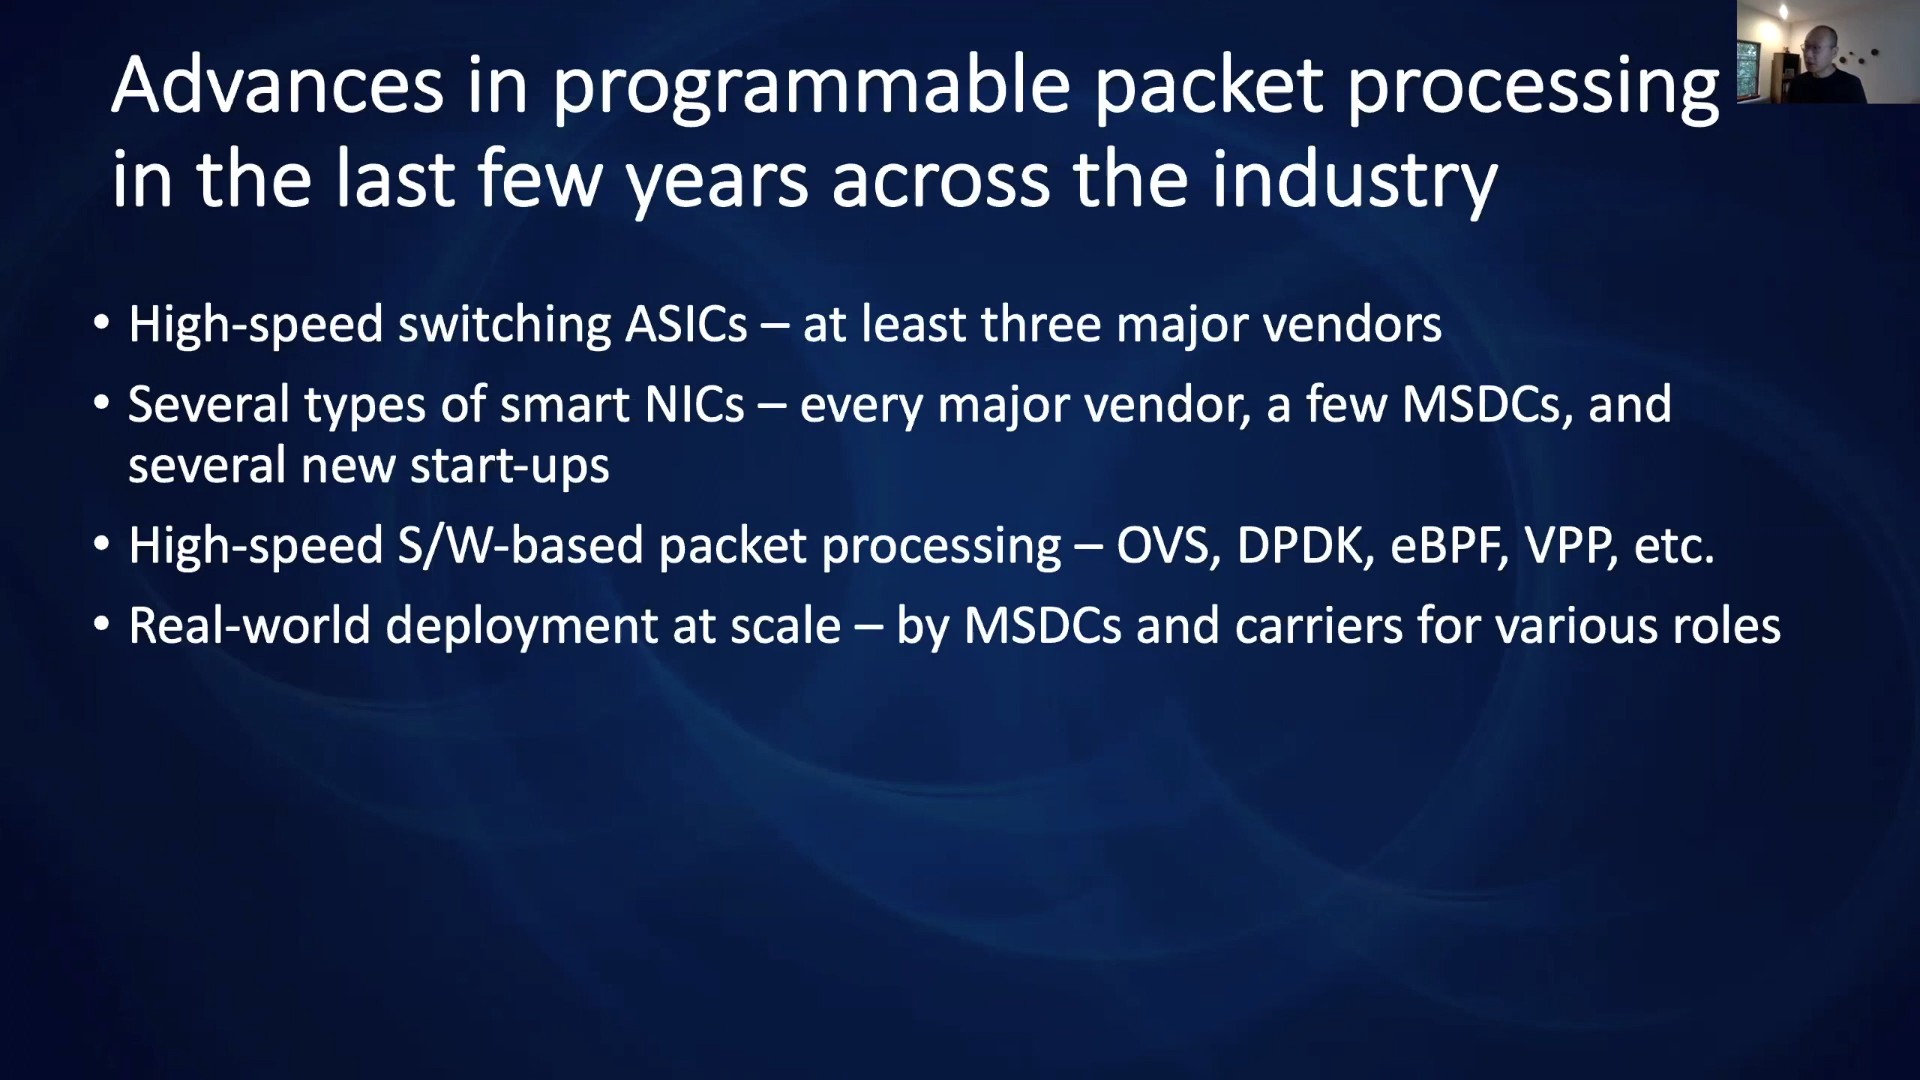 Advances in programmable packet processing
in the last few years across the industry
• High-speed switching ASICs – at least three major vendors
• Several types of smart NICs – every major vendor, a few MSDCs, and
several new start-ups
• High-speed S/W-based packet processing – OVS, DPDK, eBPF, VPP, etc.
• Real-world deployment at scale – by MSDCs and carriers for various roles